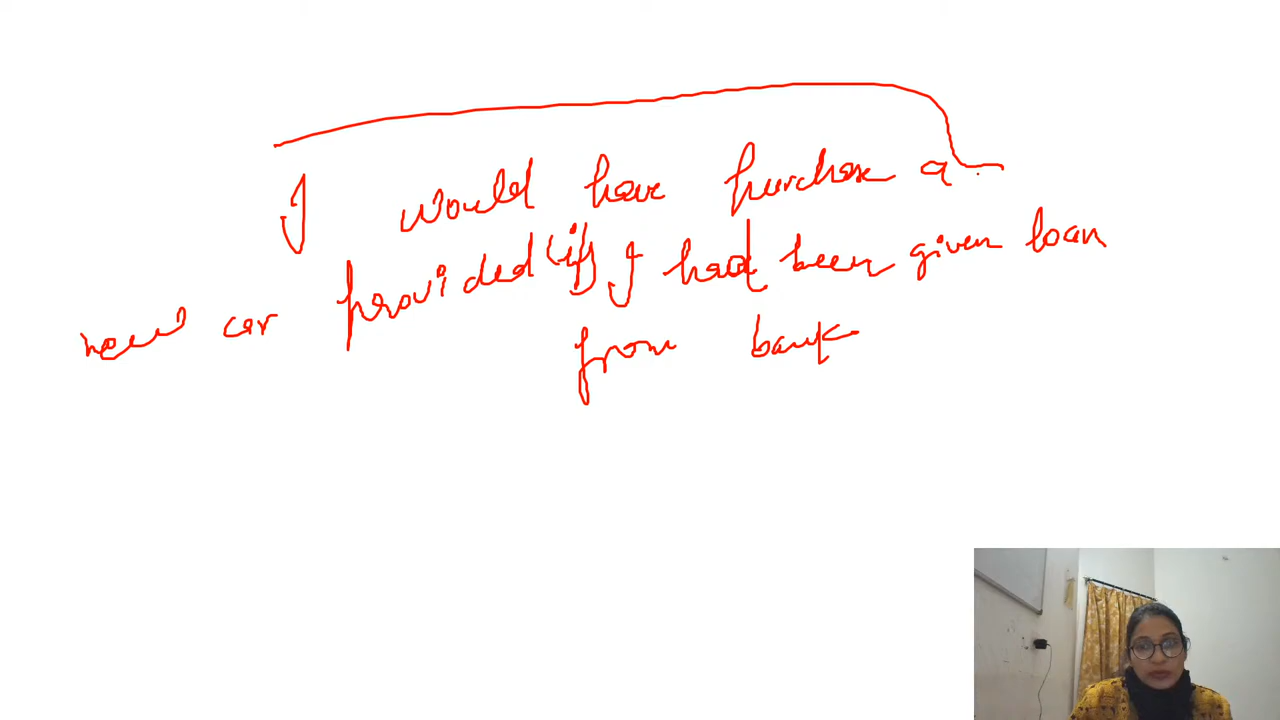 I would have purchase a
new car provided (if) I had been given loan
from bank